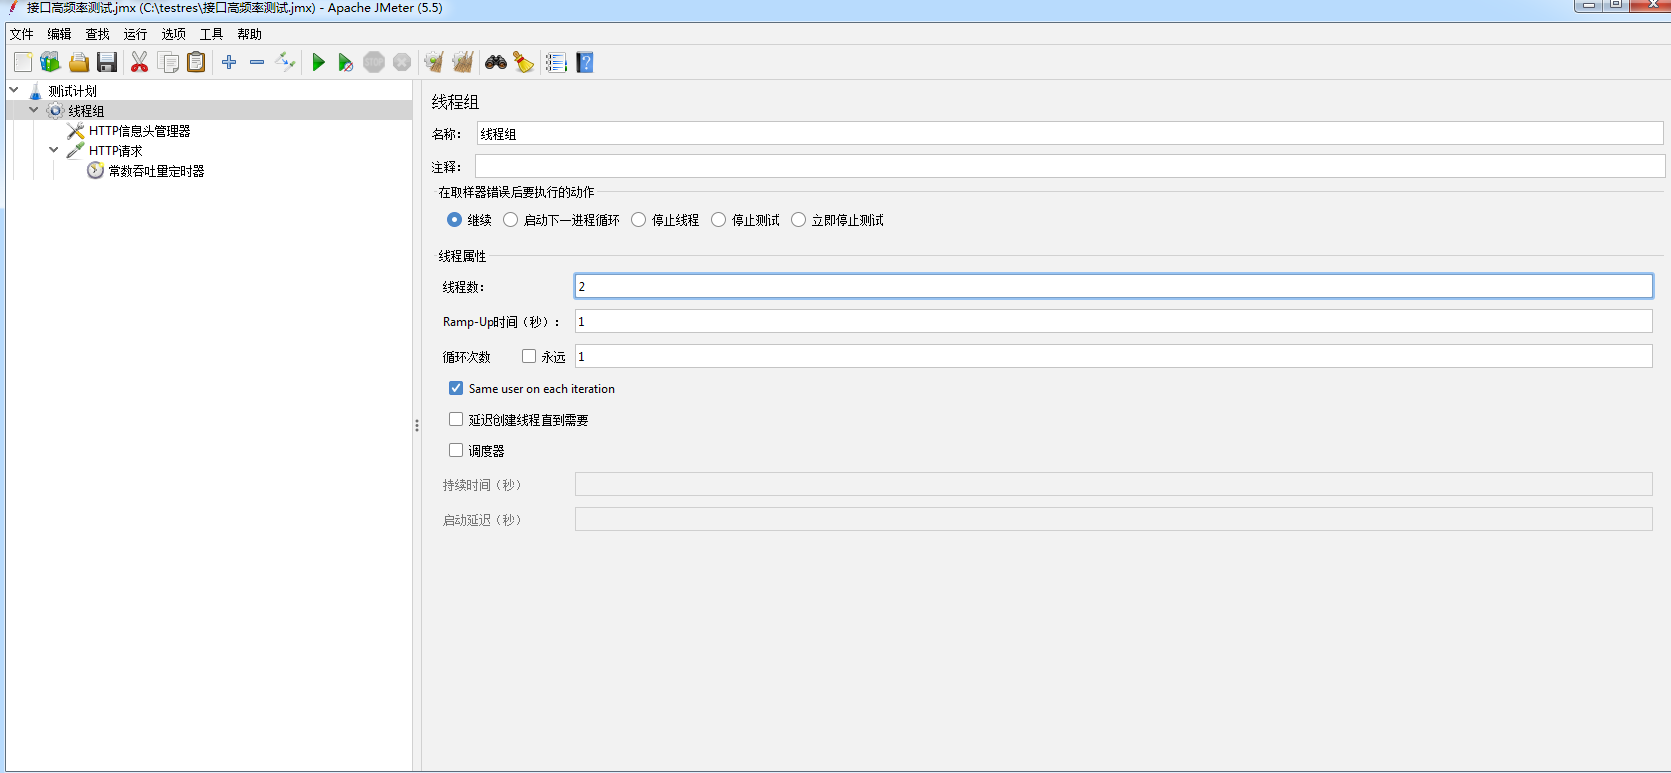 接口高频率测试.jmx (C:\testres\接口高频率测试.jmx) - Apache JMeter (5.5)
文件 编辑 查找 运行 选项 工具 帮助
STOP
测试计划
线程组
HTTP信息头管理器
HTTP请求
常数吞吐量定时器
线程组
名称： 线程组
注释：
在取样器错误后要执行的动作
继续 启动下一进程循环 停止线程 停止测试 立即停止测试
线程属性
线程数： 2
Ramp-Up时间（秒）： 1
循环次数 永远 1
Same user on each iteration
延迟创建线程直到需要
调度器
持续时间（秒）
启动延迟（秒）